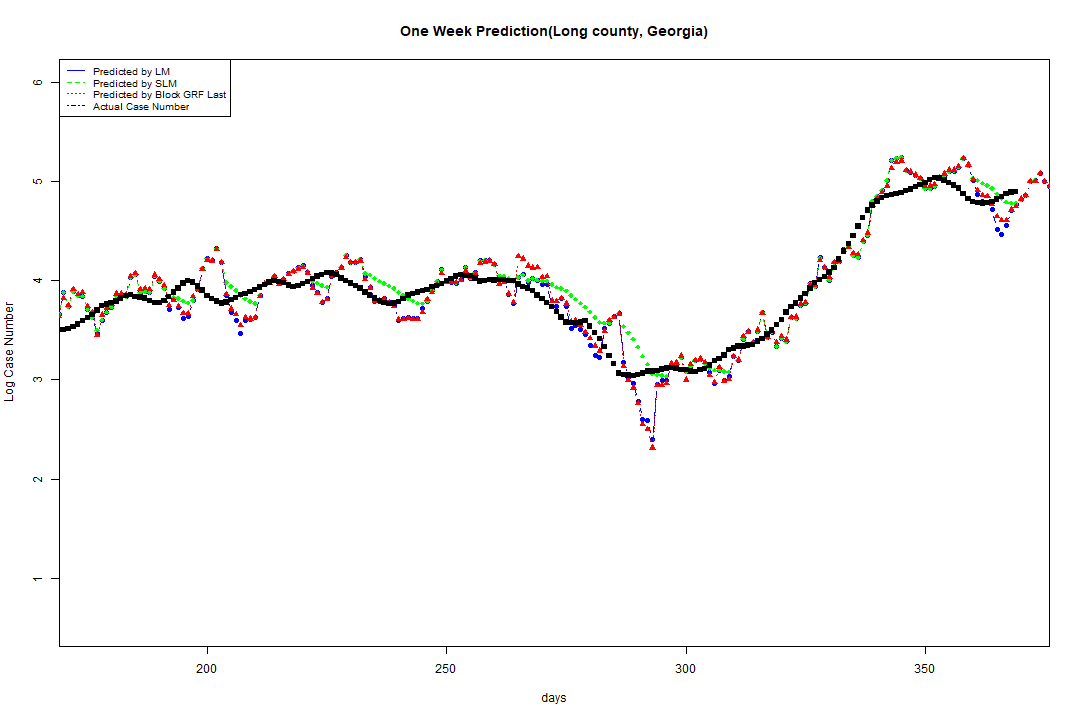 One Week Prediction(Long county, Georgia)
Predicted by LM
Predicted by SLM
Predicted by Block GRF Last
Actual Case Number
Log Case Number
6
5
4
3
2
1
200 250 300 350
days